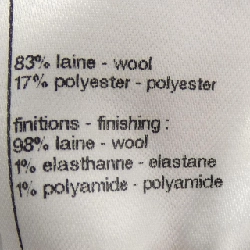 83% laine - wool
17% polyester - polyester
finitions - finishing :
98% laine - wool
1% elasthanne - elastane
1% polyamide - polyamide